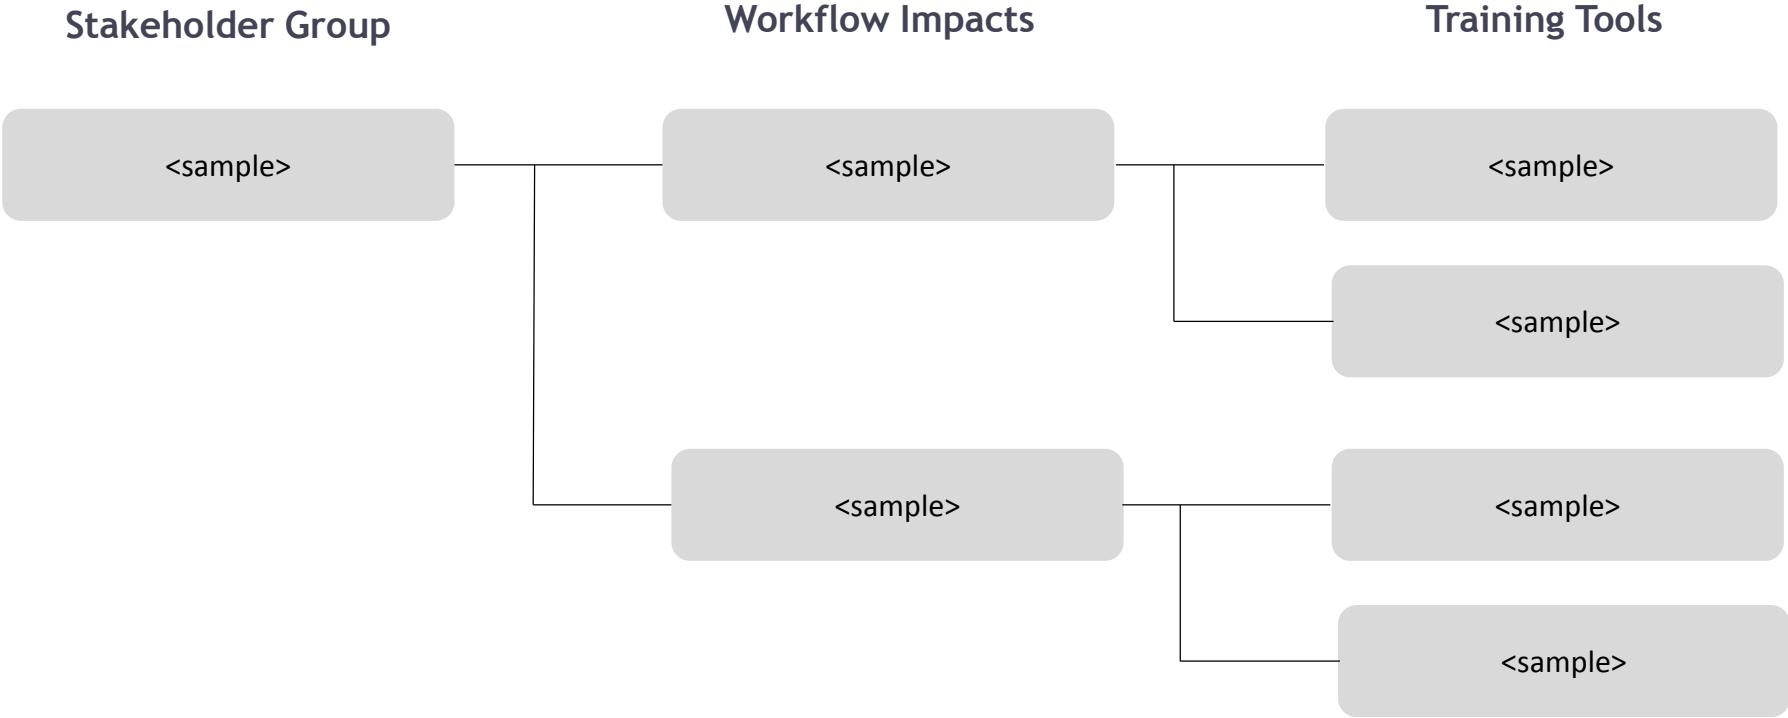 Stakeholder Group
Workflow Impacts
Training Tools
<sample>
<sample>
<sample>
<sample>
<sample>
<sample>
<sample>